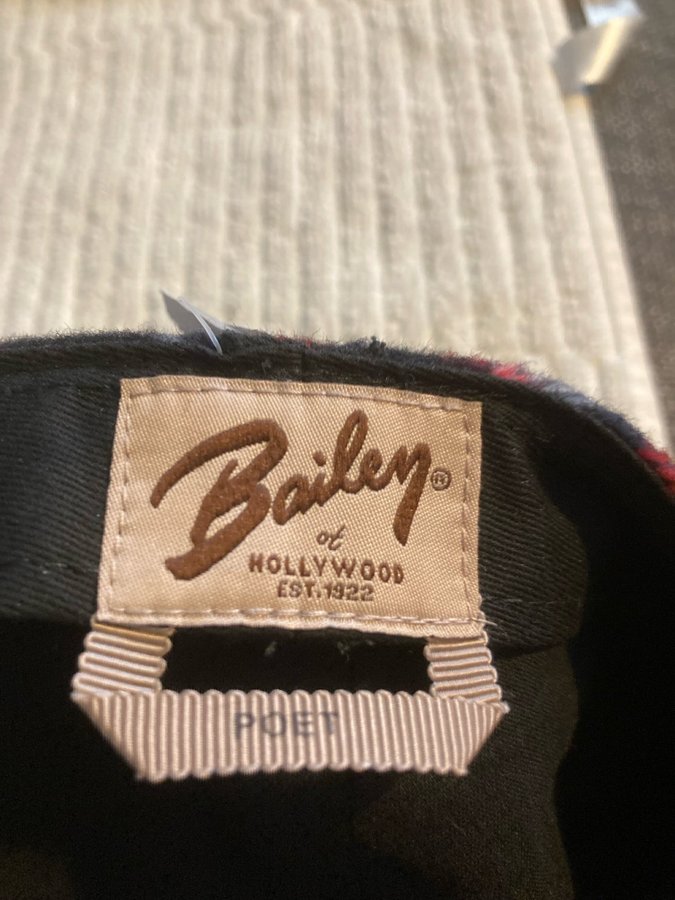 Bailey®
of
HOLLYWOOD
EST. 1922
POET